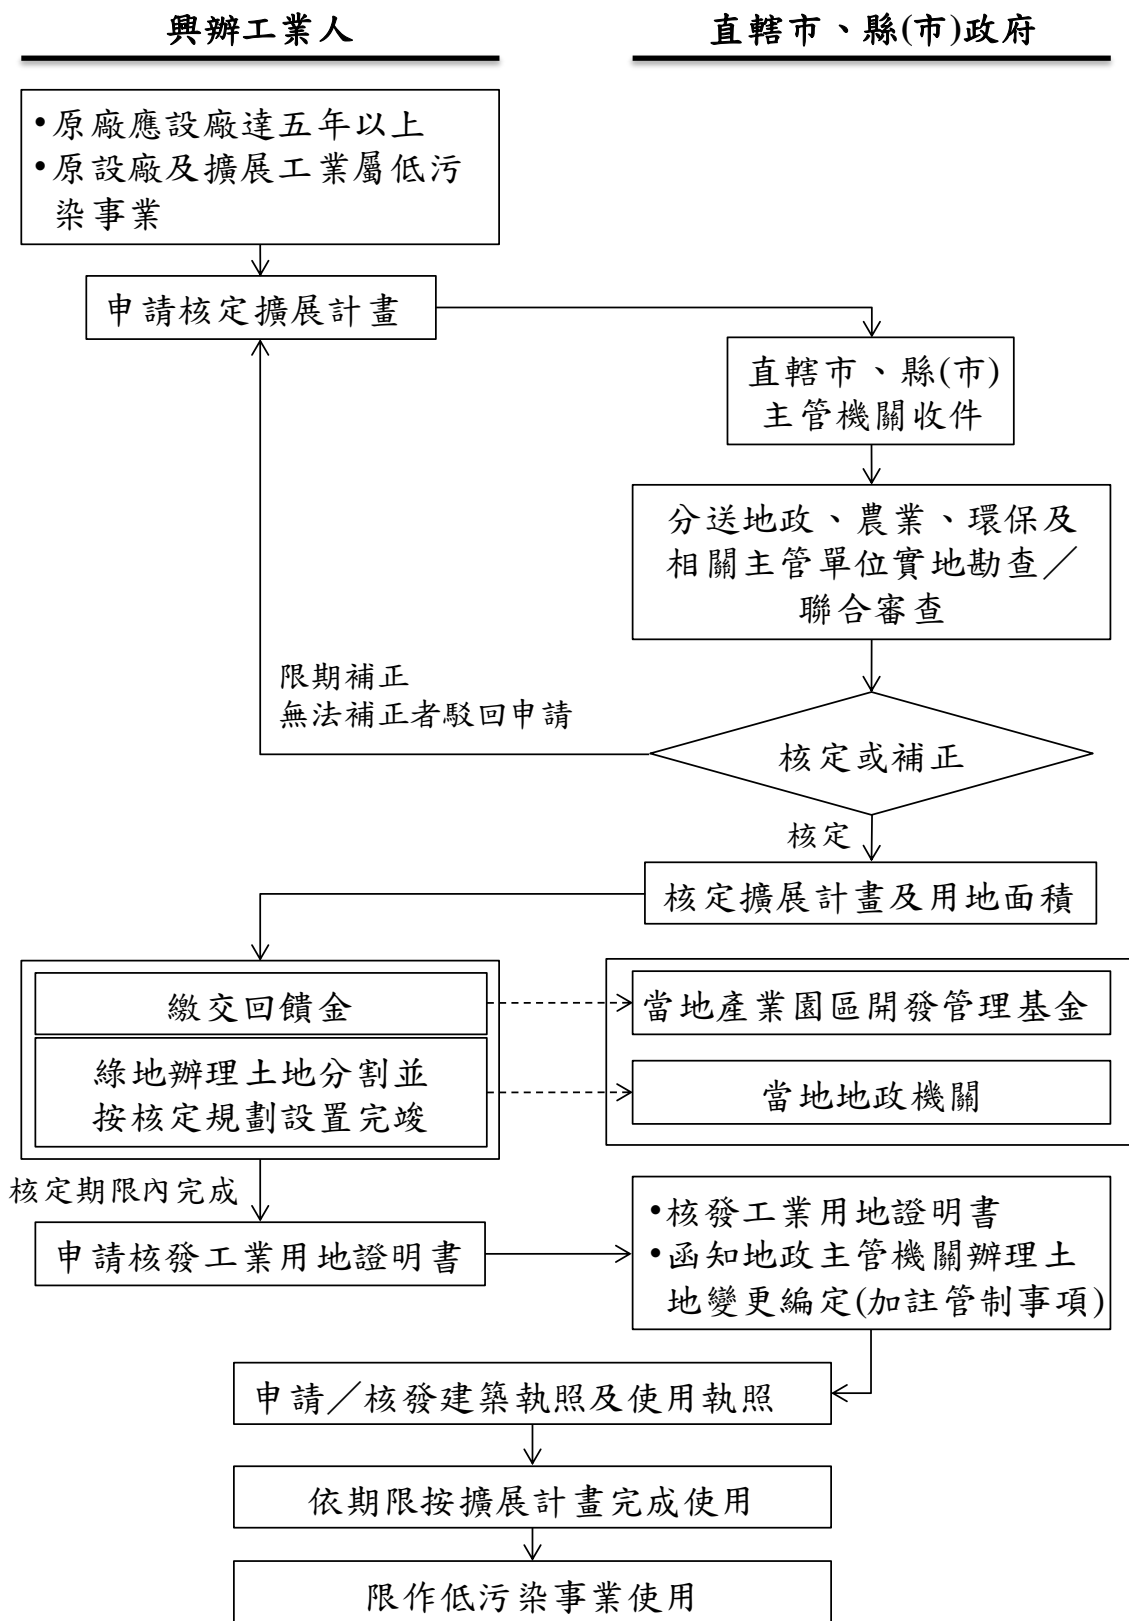 興辦工業人
直轄市、縣(市)政府
•原廠應設廠達五年以上
•原設廠及擴展工業屬低污
染事業
申請核定擴展計畫
直轄市、縣(市)
主管機關收件
分送地政、農業、環保及
相關主管單位實地勘查／
聯合審查
限期補正
無法補正者駁回申請
核定或補正
核定
核定擴展計畫及用地面積
繳交回饋金
當地產業園區開發管理基金
綠地辦理土地分割並
按核定規劃設置完竣
當地地政機關
核定期限內完成
申請核發工業用地證明書
•核發工業用地證明書
•函知地政主管機關辦理土
地變更編定(加註管制事項)
申請／核發建築執照及使用執照
依期限按擴展計畫完成使用
限作低污染事業使用